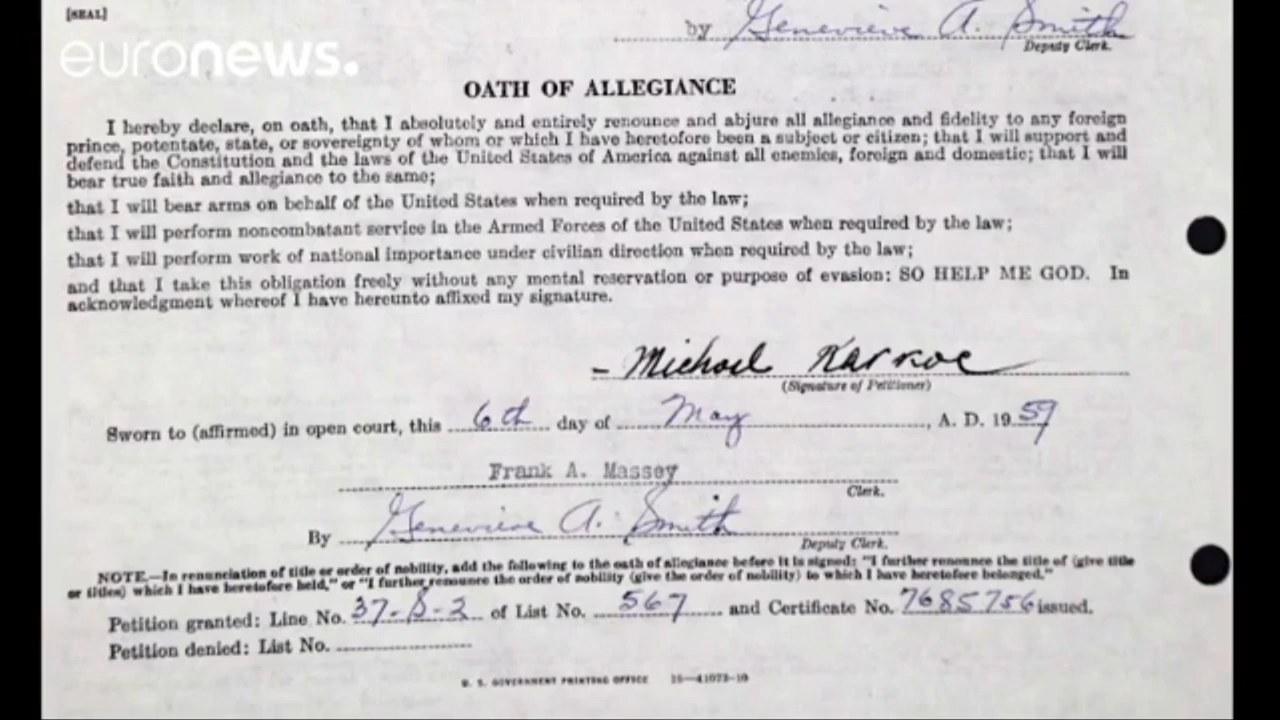 [SEAL]
by Genevieve A. Smith
Deputy Clerk.
euronews.
OATH OF ALLEGIANCE
I hereby declare, on oath, that I absolutely and entirely renounce and abjure all allegiance and fidelity to any foreign
prince, potentate, state, or sovereignty of whom or which I have heretofore been a subject or citizen; that I will support and
defend the Constitution and the laws of the United States of America against all enemies, foreign and domestic; that I will
bear true faith and allegiance to the same;
that I will bear arms on behalf of the United States when required by the law;
that I will perform noncombatant service in the Armed Forces of the United States when required by the law;
that I will perform work of national importance under civilian direction when required by the law;
and that I take this obligation freely without any mental reservation or purpose of evasion: SO HELP ME GOD. In
acknowledgment whereof I have hereunto affixed my signature.
Michael Karkoc
(Signature of Petitioner)
Sworn to (affirmed) in open court, this 6th day of May, A. D. 1959
Frank A. Massey
Clerk.
By Genevieve A. Smith
Deputy Clerk.
NOTE.—In renunciation of title or order of nobility, add the following to the oath of allegiance before it is signed: "I further renounce the title of (give title
or titles) which I have heretofore held," or "I further renounce the order of nobility (give the order of nobility) to which I have heretofore belonged."
Petition granted: Line No. 37-B-2 of List No. 567 and Certificate No. 7685756 issued.
Petition denied: List No.
U. S. GOVERNMENT PRINTING OFFICE 16—41073-10